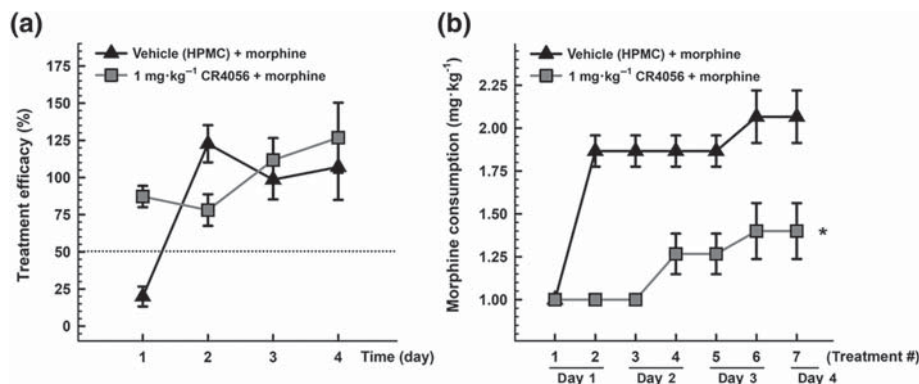 (a)
Vehicle (HPMC) + morphine
1 mg·kg⁻¹ CR4056 + morphine
Treatment efficacy (%)
175
150
125
100
75
50
25
0
1 2 3 4 Time (day)
(b)
Vehicle (HPMC) + morphine
1 mg·kg⁻¹ CR4056 + morphine
Morphine consumption (mg·kg⁻¹)
2.25
2.00
1.75
1.50
1.25
1.00
*
1 2 3 4 5 6 7 (Treatment #)
Day 1 Day 2 Day 3 Day 4